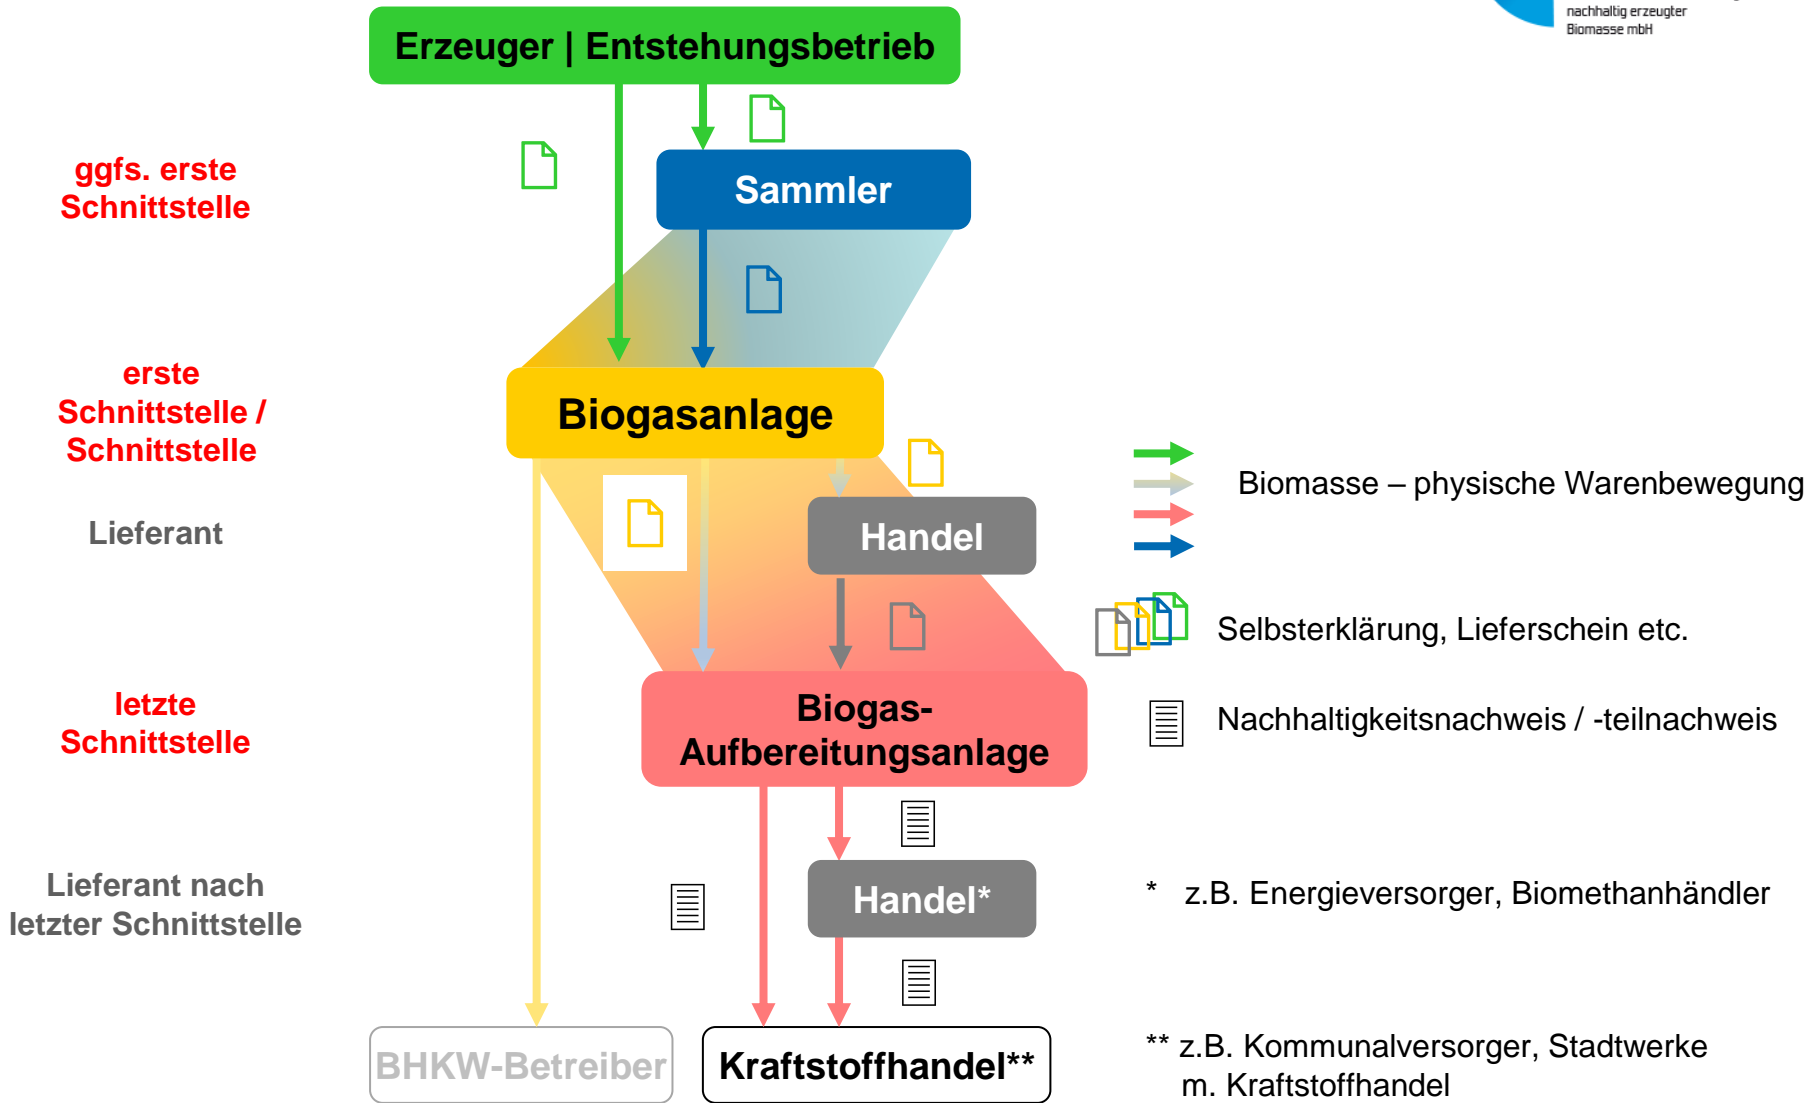 nachhaltig erzeugter
Biomasse mbH
Erzeuger | Entstehungsbetrieb
ggfs. erste
Schnittstelle
Sammler
erste
Schnittstelle /
Schnittstelle
Biogasanlage
Biomasse – physische Warenbewegung
Lieferant
Handel
Selbsterklärung, Lieferschein etc.
letzte
Schnittstelle
Biogas-
Aufbereitungsanlage
Nachhaltigkeitsnachweis / -teilnachweis
Lieferant nach
letzter Schnittstelle
Handel*
* z.B. Energieversorger, Biomethanhändler
BHKW-Betreiber
Kraftstoffhandel**
** z.B. Kommunalversorger, Stadtwerke
m. Kraftstoffhandel